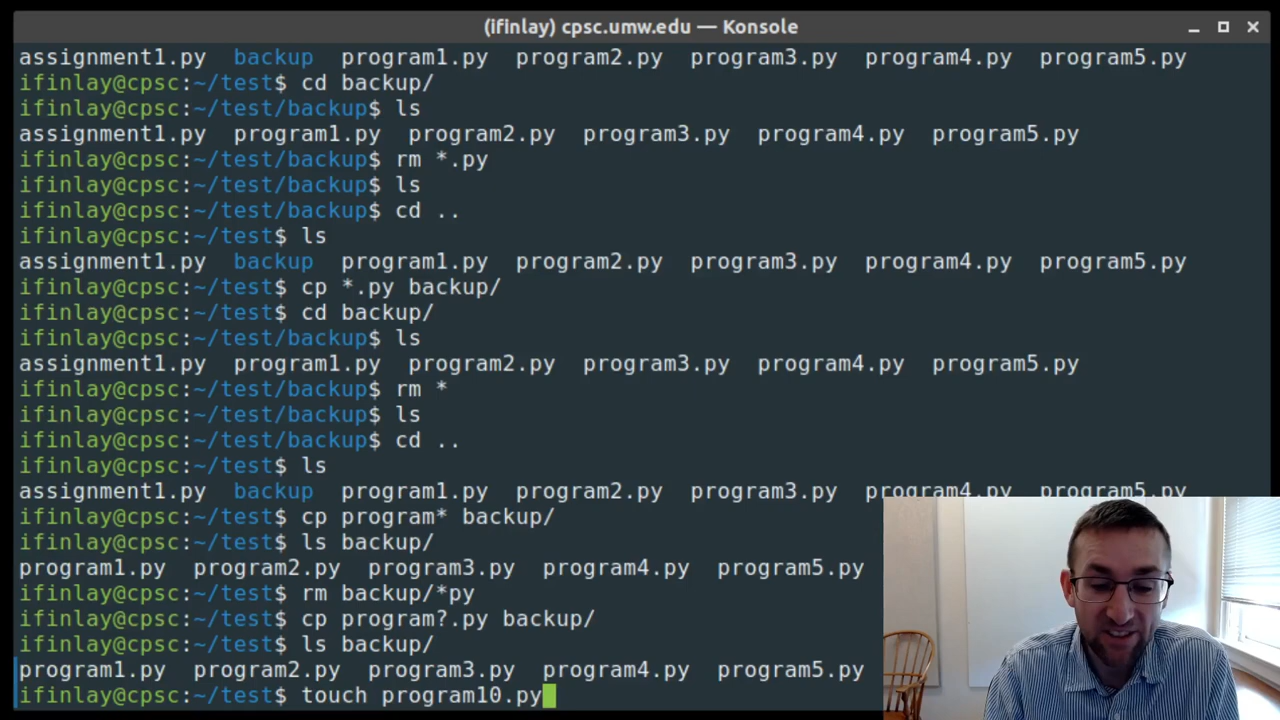 (ifinlay) cpsc.umw.edu — Konsole
assignment1.py  backup  program1.py  program2.py  program3.py  program4.py  program5.py
ifinlay@cpsc:~/test$ cd backup/
ifinlay@cpsc:~/test/backup$ ls
assignment1.py  program1.py  program2.py  program3.py  program4.py  program5.py
ifinlay@cpsc:~/test/backup$ rm *.py
ifinlay@cpsc:~/test/backup$ ls
ifinlay@cpsc:~/test/backup$ cd ..
ifinlay@cpsc:~/test$ ls
assignment1.py  backup  program1.py  program2.py  program3.py  program4.py  program5.py
ifinlay@cpsc:~/test$ cp *.py backup/
ifinlay@cpsc:~/test$ cd backup/
ifinlay@cpsc:~/test/backup$ ls
assignment1.py  program1.py  program2.py  program3.py  program4.py  program5.py
ifinlay@cpsc:~/test/backup$ rm *
ifinlay@cpsc:~/test/backup$ ls
ifinlay@cpsc:~/test/backup$ cd ..
ifinlay@cpsc:~/test$ ls
assignment1.py  backup  program1.py  program2.py  program3.py  program4.py  program5.py
ifinlay@cpsc:~/test$ cp program* backup/
ifinlay@cpsc:~/test$ ls backup/
program1.py  program2.py  program3.py  program4.py  program5.py
ifinlay@cpsc:~/test$ rm backup/*py
ifinlay@cpsc:~/test$ cp program?.py backup/
ifinlay@cpsc:~/test$ ls backup/
program1.py  program2.py  program3.py  program4.py  program5.py
ifinlay@cpsc:~/test$ touch program10.py